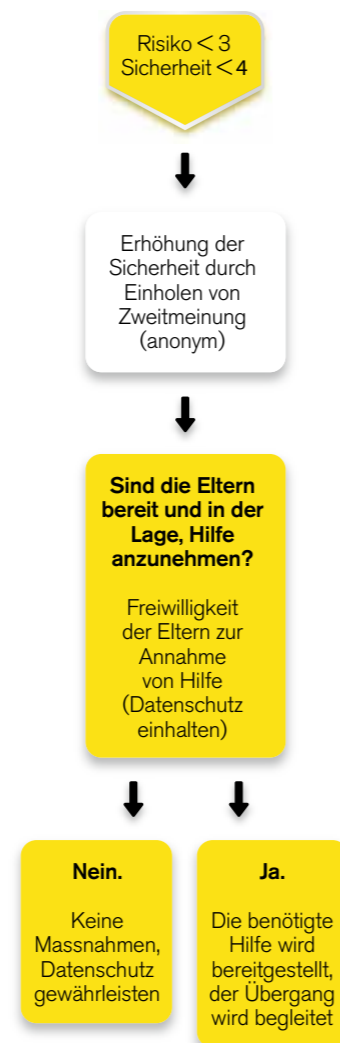 Risiko < 3
Sicherheit < 4
Erhöhung der
Sicherheit durch
Einholen von
Zweitmeinung
(anonym)
Sind die Eltern
bereit und in der
Lage, Hilfe
anzunehmen?
Freiwilligkeit
der Eltern zur
Annahme
von Hilfe
(Datenschutz
einhalten)
Nein.
Keine
Massnahmen,
Datenschutz
gewährleisten
Ja.
Die benötigte
Hilfe wird
bereitgestellt,
der Übergang
wird begleitet